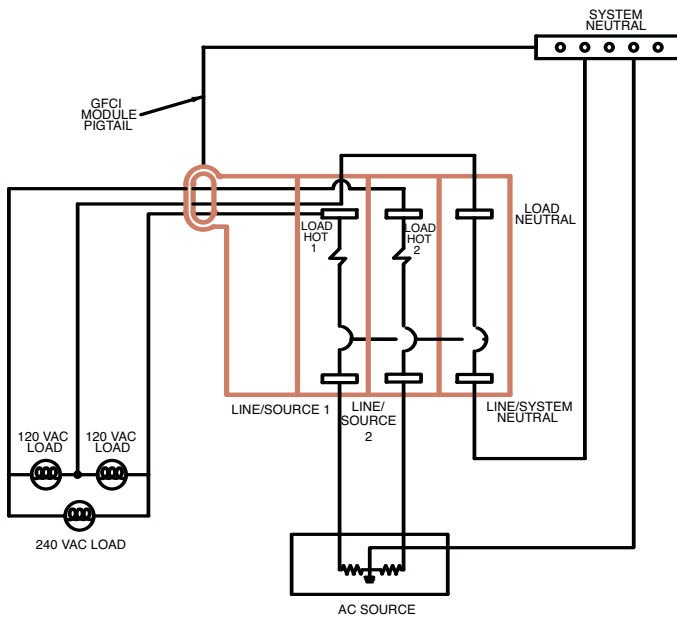 SYSTEM
NEUTRAL
GFCI
MODULE
PIGTAIL
LOAD
NEUTRAL
LOAD
HOT
1
LOAD
HOT
2
LINE/SOURCE 1
LINE/
SOURCE
2
LINE/SYSTEM
NEUTRAL
120 VAC
LOAD
120 VAC
LOAD
240 VAC LOAD
AC SOURCE